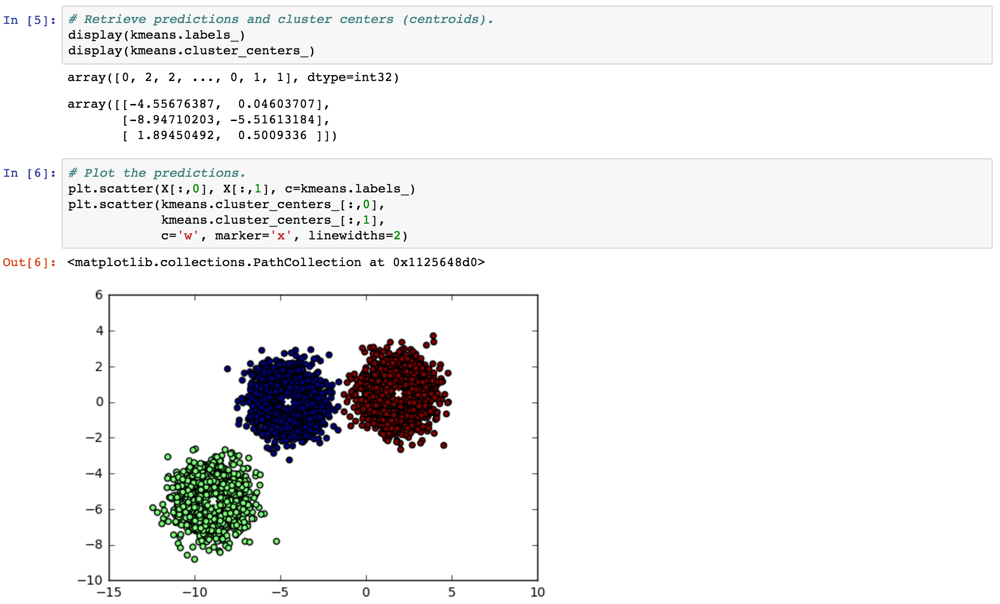 In [5]: # Retrieve predictions and cluster centers (centroids).
display(kmeans.labels_)
display(kmeans.cluster_centers_)
array([0, 2, 2, ..., 0, 1, 1], dtype=int32)
array([[-4.55676387,  0.04603707],
       [-8.94710203, -5.51613184],
       [ 1.89450492,  0.5009336 ]])
In [6]: # Plot the predictions.
plt.scatter(X[:,0], X[:,1], c=kmeans.labels_)
plt.scatter(kmeans.cluster_centers_[:,0],
            kmeans.cluster_centers_[:,1],
            c='w', marker='x', linewidths=2)
Out[6]: <matplotlib.collections.PathCollection at 0x1125648d0>
6
4
2
0
−2
−4
−6
−8
−10
−15 −10 −5 0 5 10